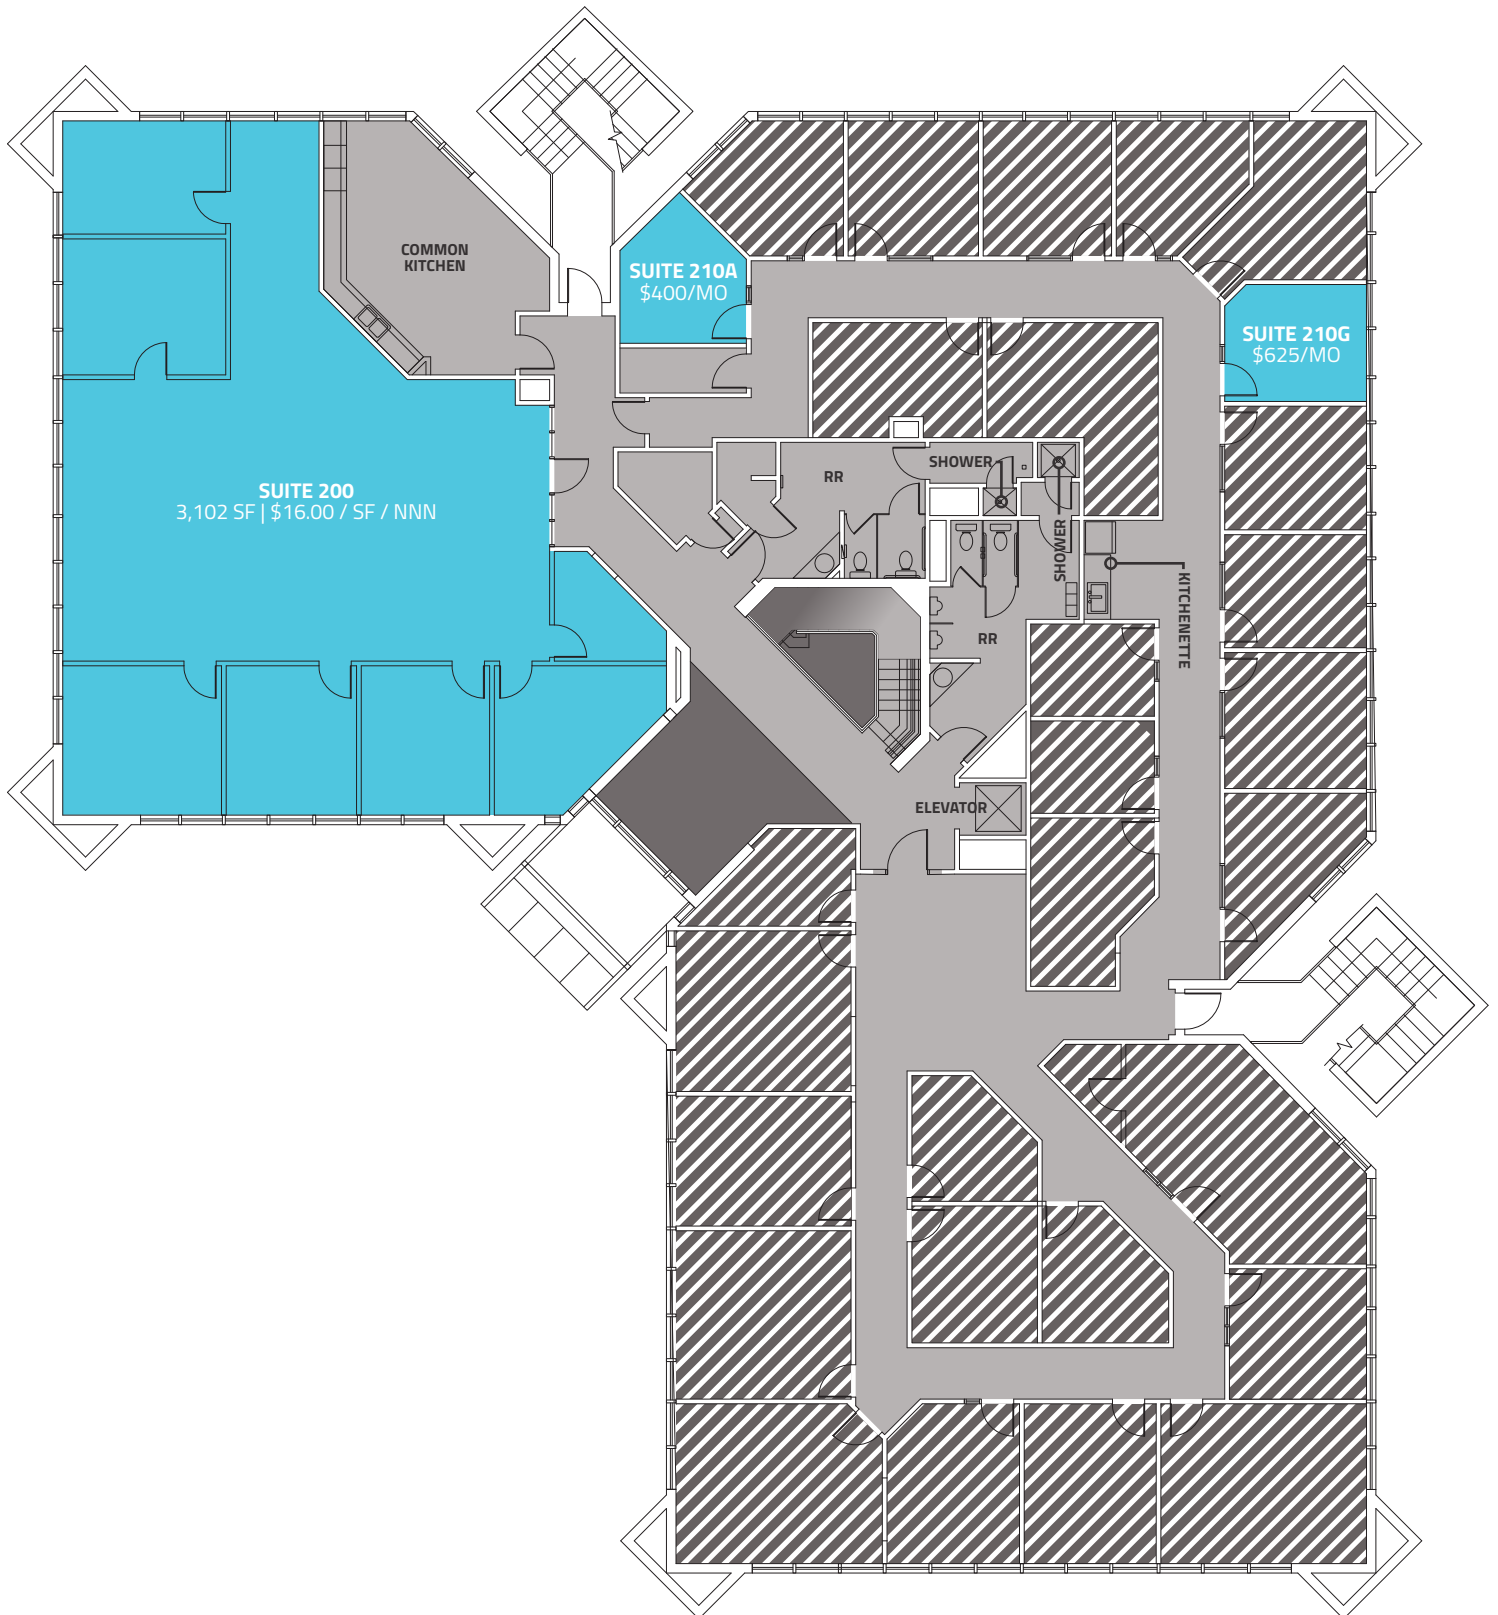 COMMON
KITCHEN
SUITE 210A
$400/MO
SUITE 210G
$625/MO
SUITE 200
3,102 SF | $16.00 / SF / NNN
RR
SHOWER
SHOWER
KITCHENETTE
RR
ELEVATOR